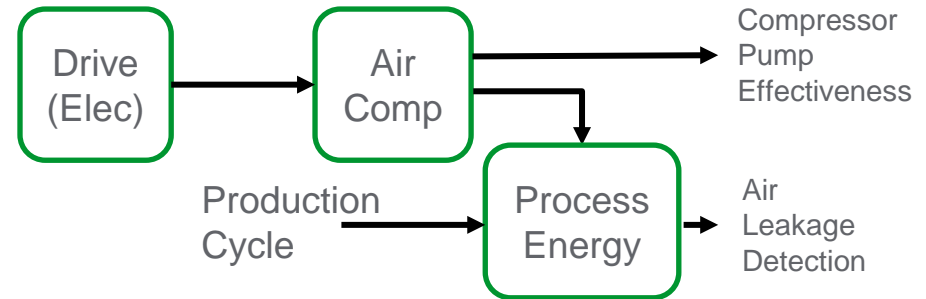 Drive
(Elec)
Air
Comp
Compressor
Pump
Effectiveness
Production
Cycle
Process
Energy
Air
Leakage
Detection